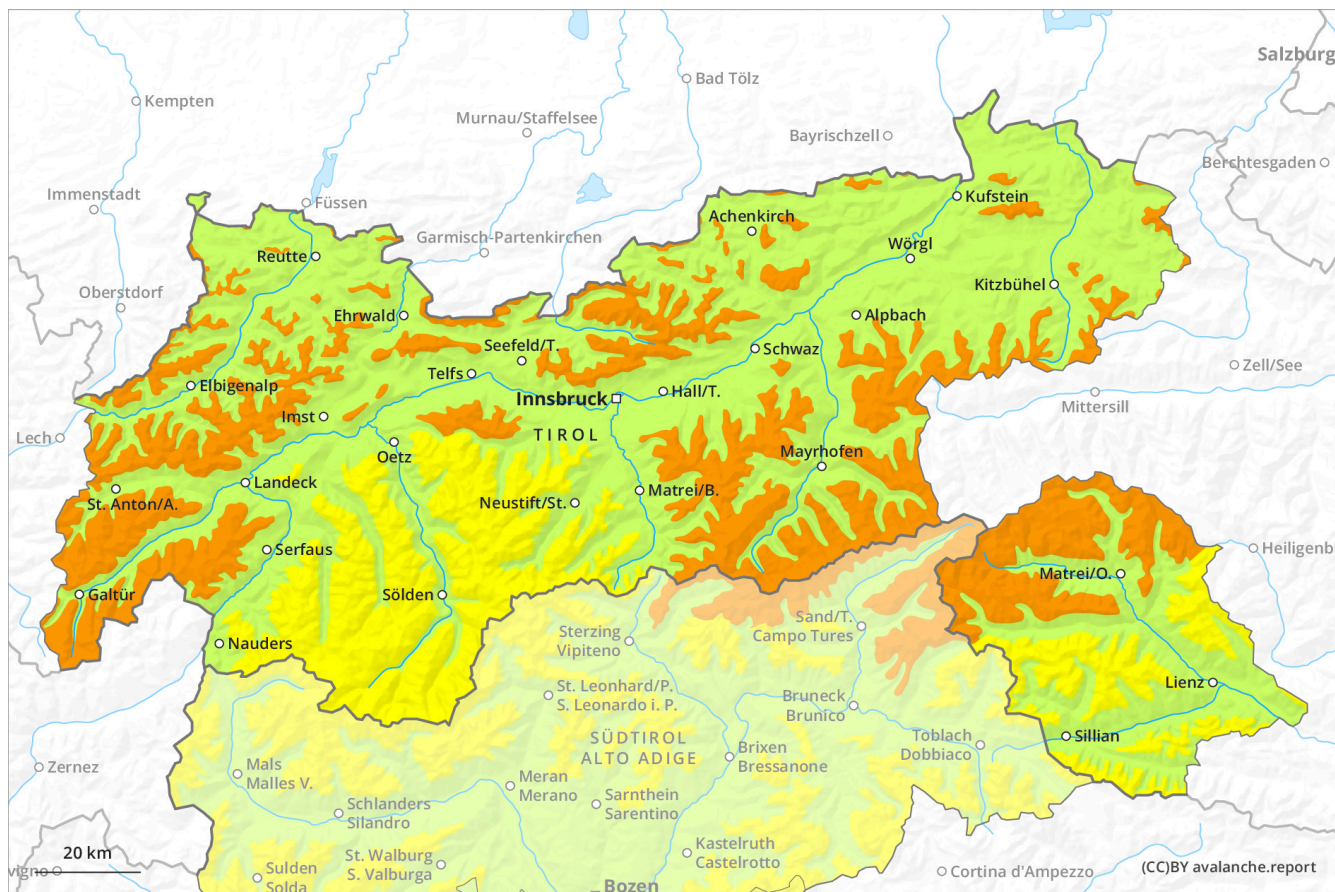 Salzburg
Bad Tölz
Kempten
Murnau/Staffelsee
Bayrischzell
Berchtesgaden
Immenstadt
Füssen
Kufstein
Achenkirch
Garmisch-Partenkirchen
Wörgl
Reutte
Kitzbühel
Oberstdorf
Ehrwald
Alpbach
Seefeld/T.
Schwaz
Telfs
Zell/See
Elbigenalp
Hall/T.
Innsbruck
Mittersill
Imst
Lech
TIROL
Oetz
Mayrhofen
Landeck
Matrei/B.
St. Anton/A.
Neustift/St.
Serfaus
Heiligenb
Matrei/O.
Galtür
Sölden
Sand/T.
Campo Tures
Sterzing
Vipiteno
Nauders
Lienz
St. Leonhard/P.
S. Leonardo i. P.
Bruneck
Brunico
Sillian
SÜDTIROL
ALTO ADIGE
Toblach
Dobbiaco
Brixen
Bressanone
Zernez
Mals
Malles V.
Meran
Merano
Sarnthein
Sarentino
Schlanders
Silandro
20 km
Kastelruth
Castelrotto
St. Walburg
S. Valburga
vigno
Sulden
Solda
Cortina d'Ampezzo
(CC)BY avalanche.report
Bozen